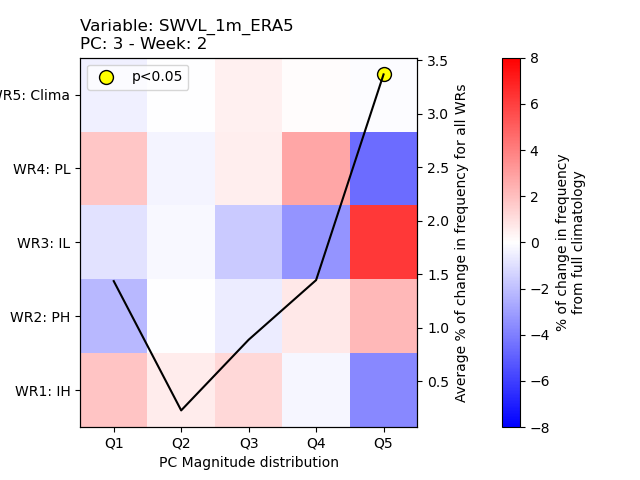 Variable: SWVL_1m_ERA5
PC: 3 - Week: 2
p<0.05
WR5: Clima
WR4: PL
WR3: IL
WR2: PH
WR1: IH
Q1 Q2 Q3 Q4 Q5
PC Magnitude distribution
3.5
3.0
2.5
2.0
1.5
1.0
0.5
Average % of change in frequency for all WRs
8
6
4
2
0
−2
−4
−6
−8
% of change in frequency
from full climatology